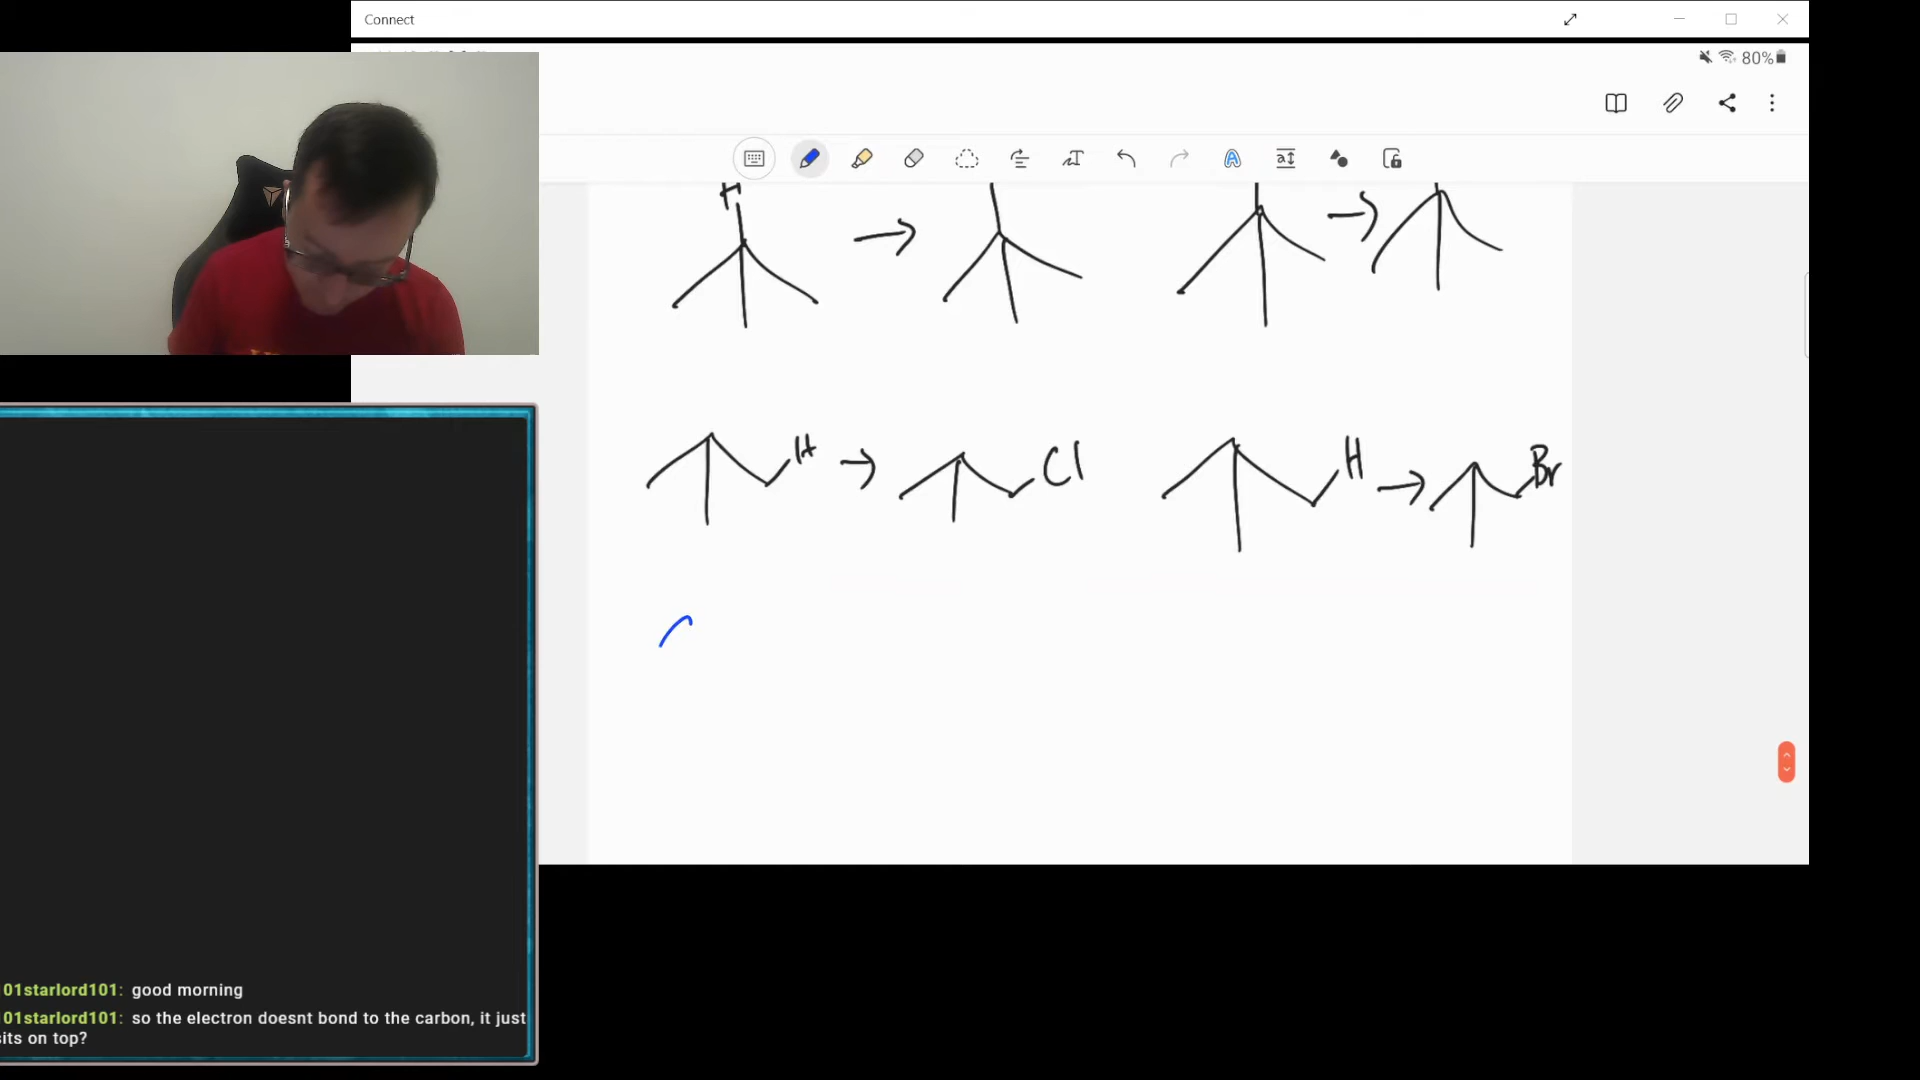 Connect
80%
H
H → Cl
H → Br
01starlord101: good morning
01starlord101: so the electron doesnt bond to the carbon, it just
sits on top?